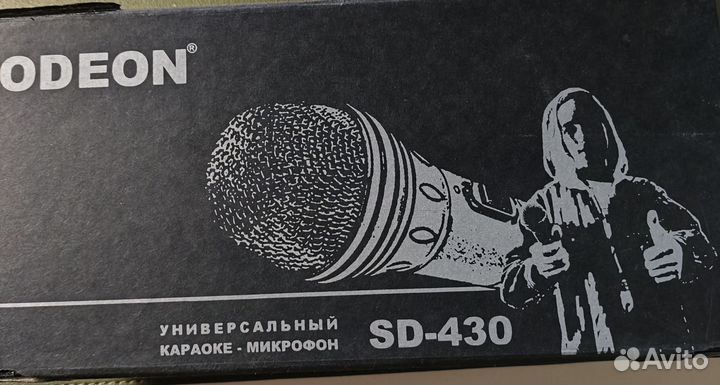 ODEON®
УНИВЕРСАЛЬНЫЙ
КАРАОКЕ - МИКРОФОН
SD-430
Avito